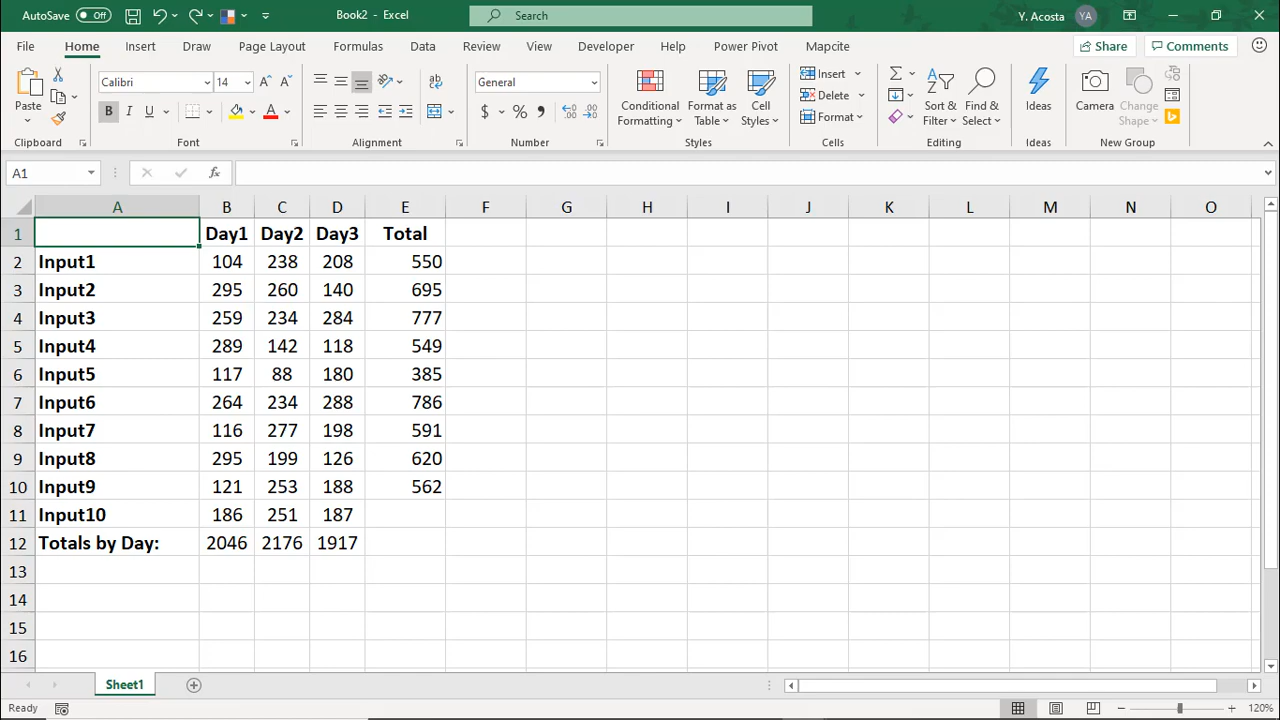 AutoSave Off Book2 - Excel Search Y. Acosta YA
File Home Insert Draw Page Layout Formulas Data Review View Developer Help Power Pivot Mapcite Share Comments
Paste Calibri 14 General Conditional Formatting Format as Table Cell Styles Insert Delete Format Sort & Filter Find & Select Ideas Camera Change Shape
B I U A $ %
Clipboard Font Alignment Number Styles Cells Editing Ideas New Group
A1 fx
A B C D E F G H I J K L M N O
1 Day1 Day2 Day3 Total
2 Input1 104 238 208 550
3 Input2 295 260 140 695
4 Input3 259 234 284 777
5 Input4 289 142 118 549
6 Input5 117 88 180 385
7 Input6 264 234 288 786
8 Input7 116 277 198 591
9 Input8 295 199 126 620
10 Input9 121 253 188 562
11 Input10 186 251 187
12 Totals by Day: 2046 2176 1917
13
14
15
16
Sheet1
Ready 120%